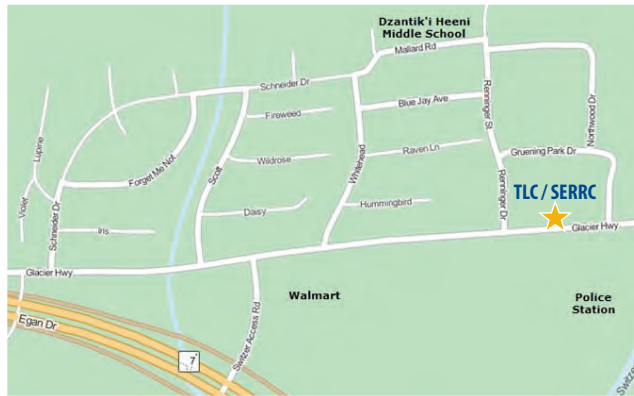 Dzantik'i Heeni
Middle School
Mallard Rd
Schneider Dr
Renninger St
Blue Jay Ave
Fireweed
Northwood Dr
Lupine
Forget Me Not
Scott
Wildrose
Whitehead
Raven Ln
Gruening Park Dr
Violet
Schneider Dr
Iris
Daisy
Hummingbird
Renninger Dr
TLC / SERRC
Glacier Hwy
Glacier Hwy
Walmart
Police
Station
Egan Dr
Switzer Access Rd
7
Switze